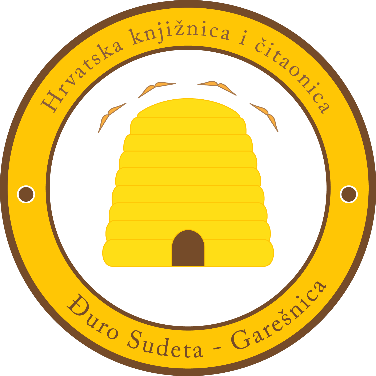 Hrvatska knjižnica i čitaonica
Đuro Sudeta - Garešnica